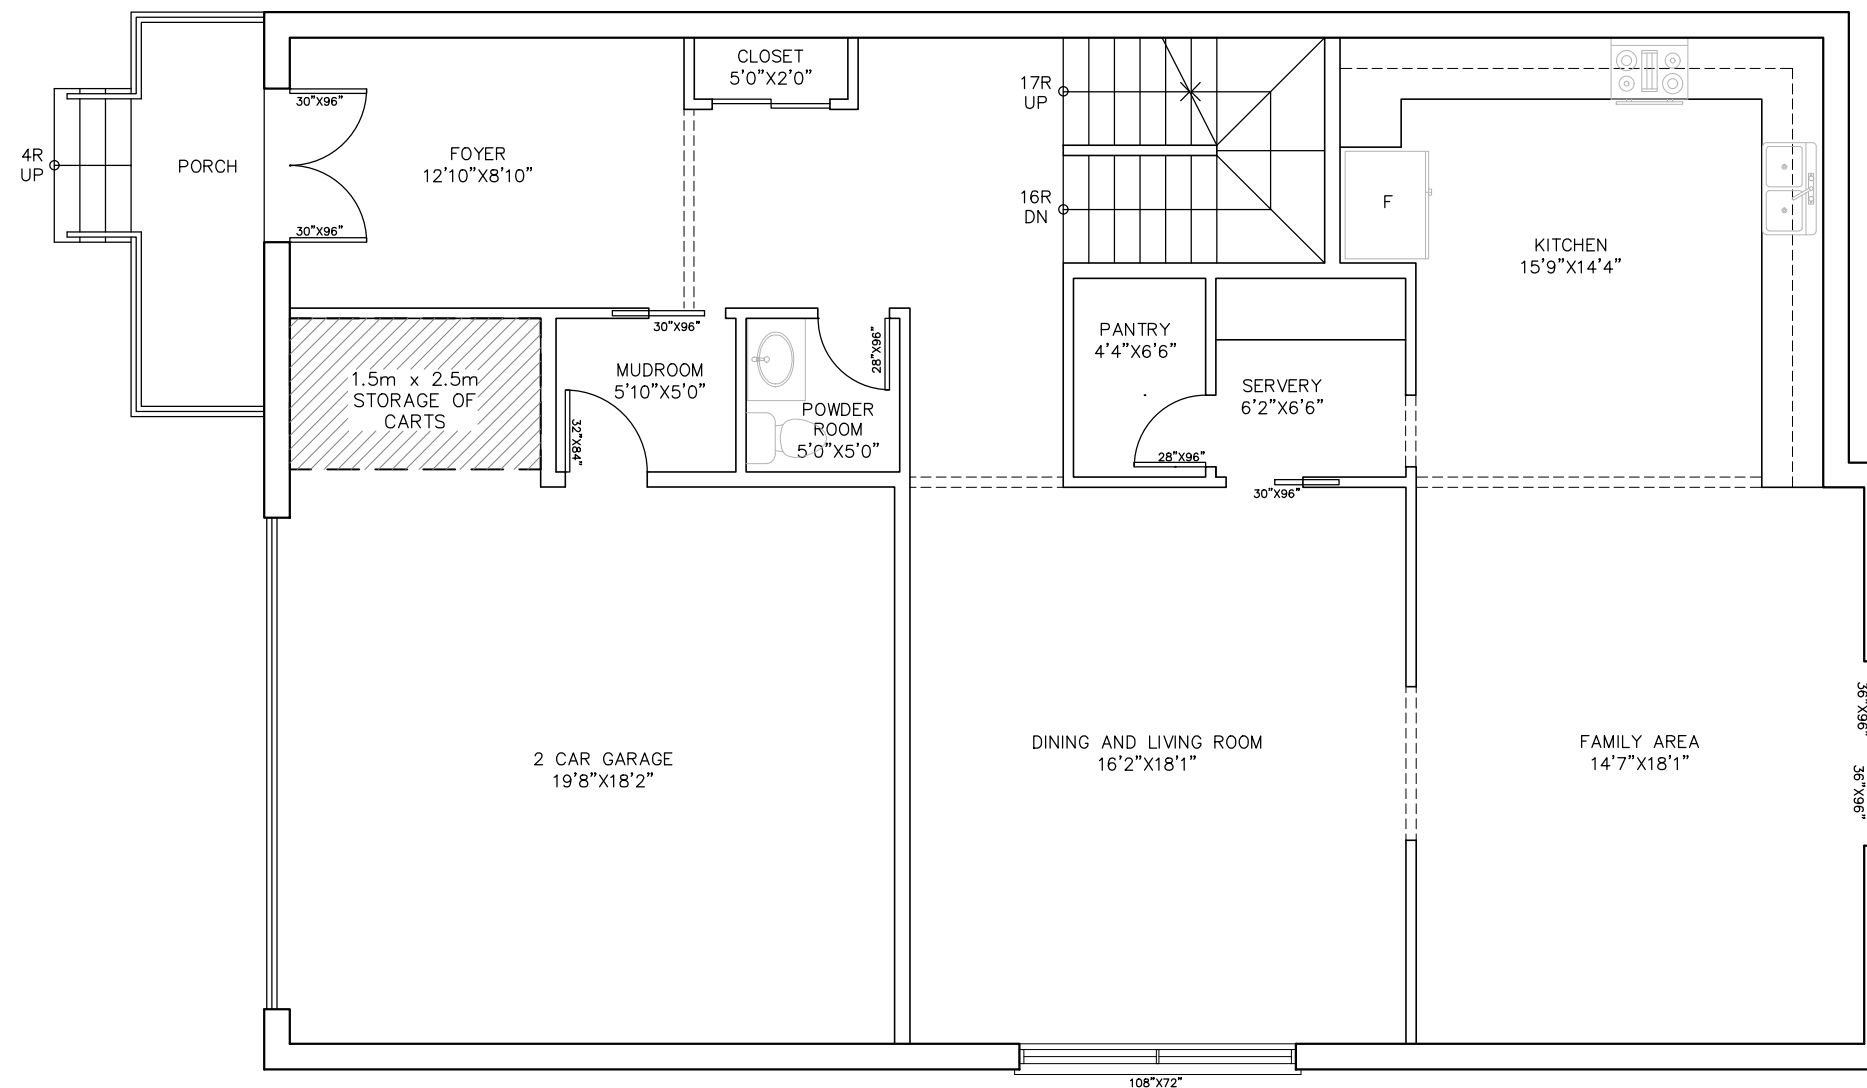 CLOSET
5'0"X2'0"
17R
UP
30"X96"
4R
UP
PORCH
FOYER
12'10"X8'10"
16R
DN
F
30"X96"
KITCHEN
15'9"X14'4"
30"X96"
28"X96"
PANTRY
4'4"X6'6"
MUDROOM
5'10"X5'0"
1.5m x 2.5m
STORAGE OF
CARTS
SERVERY
6'2"X6'6"
POWDER
ROOM
5'0"X5'0"
32"X84"
28"X96"
30"X96"
36"X96"
DINING AND LIVING ROOM
16'2"X18'1"
FAMILY AREA
14'7"X18'1"
2 CAR GARAGE
19'8"X18'2"
36"X96"
108"X72"